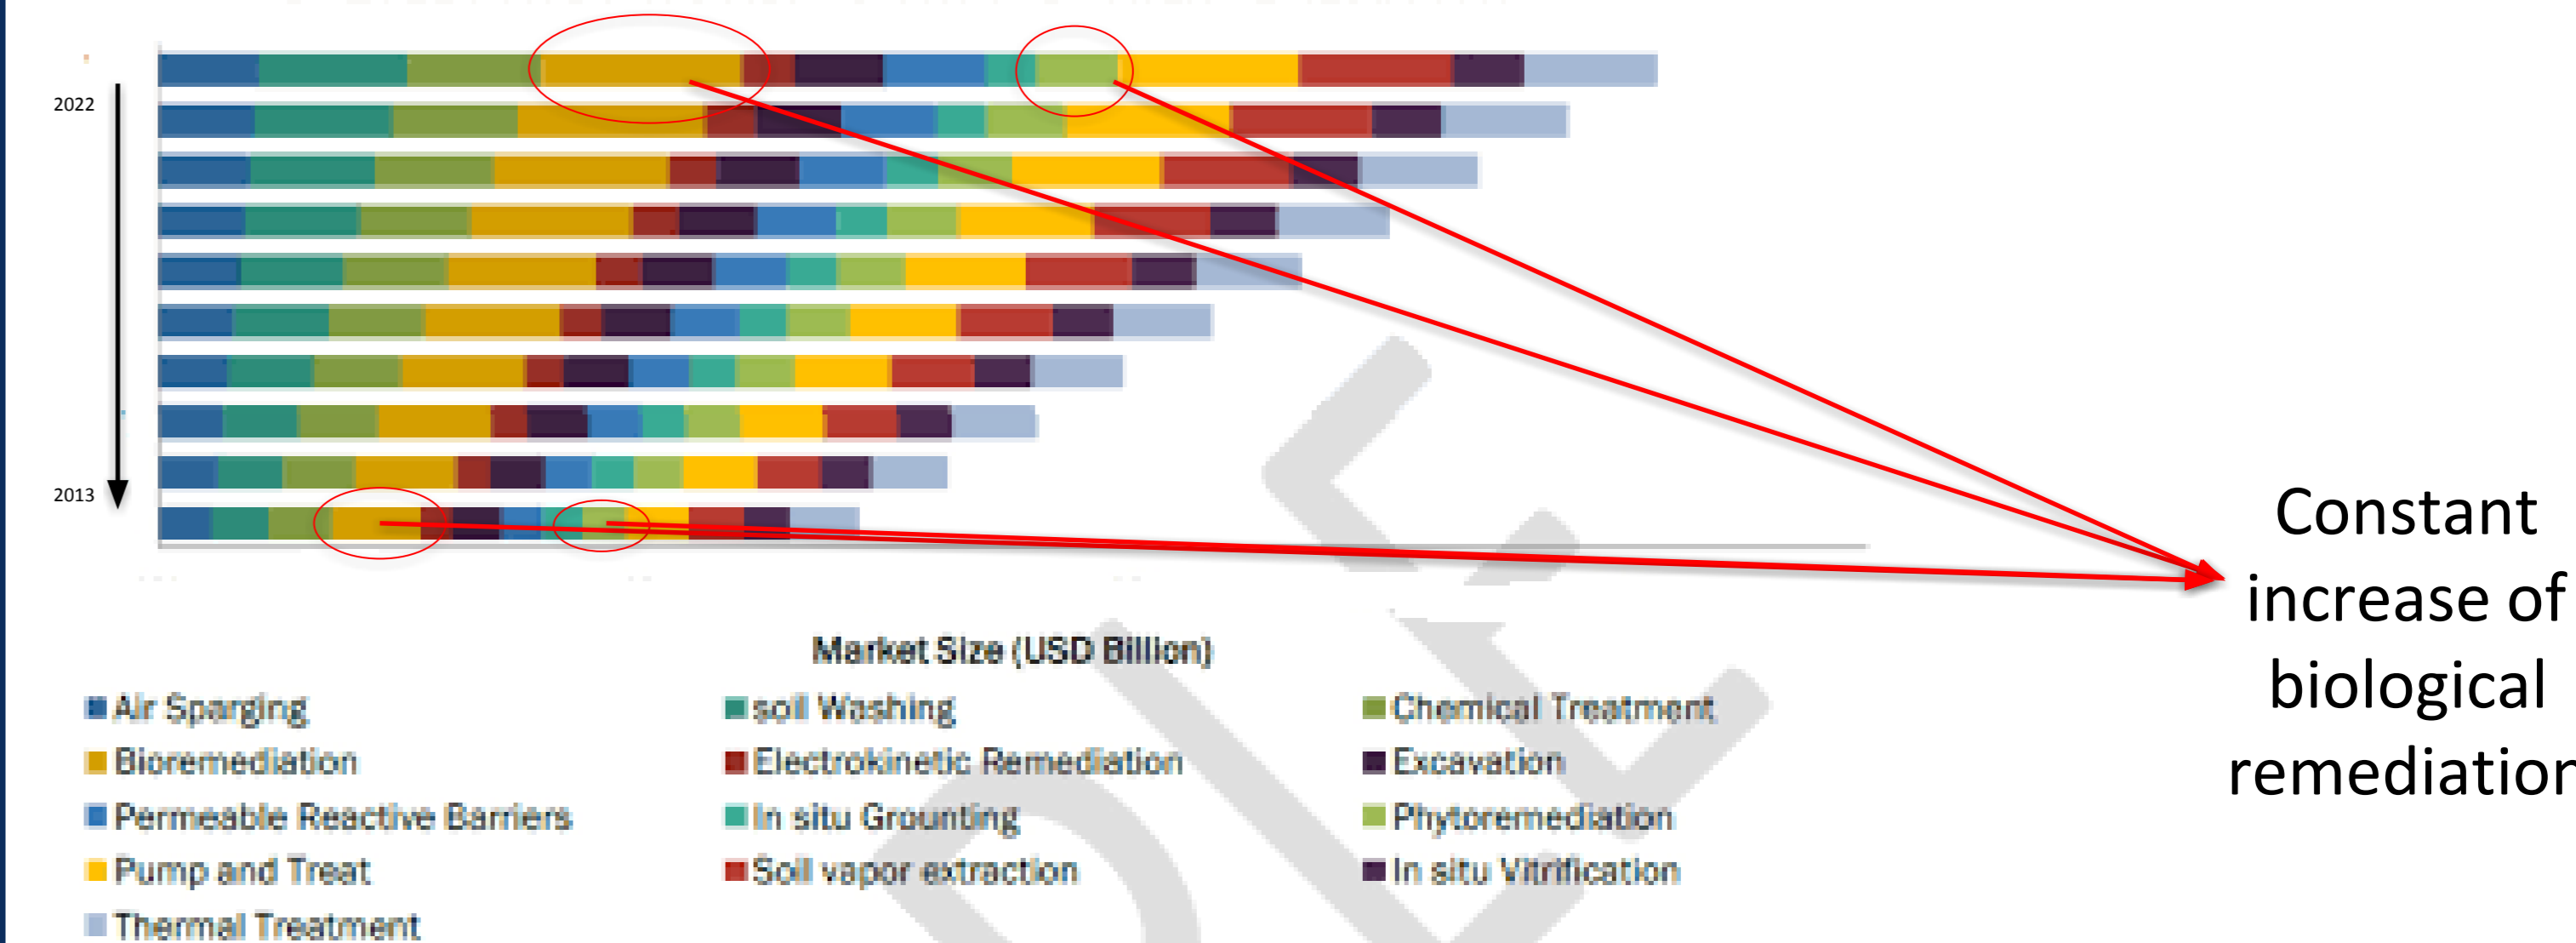 2022
2013
Constant
increase of
biological
remediation
Market Size (USD Billion)
Air Sparging
soil Washing
Chemical Treatment
Bioremediation
Electrokinetic Remediation
Excavation
Permeable Reactive Barriers
In situ Grounting
Phytoremediation
Pump and Treat
Soil vapor extraction
In situ Vitrification
Thermal Treatment